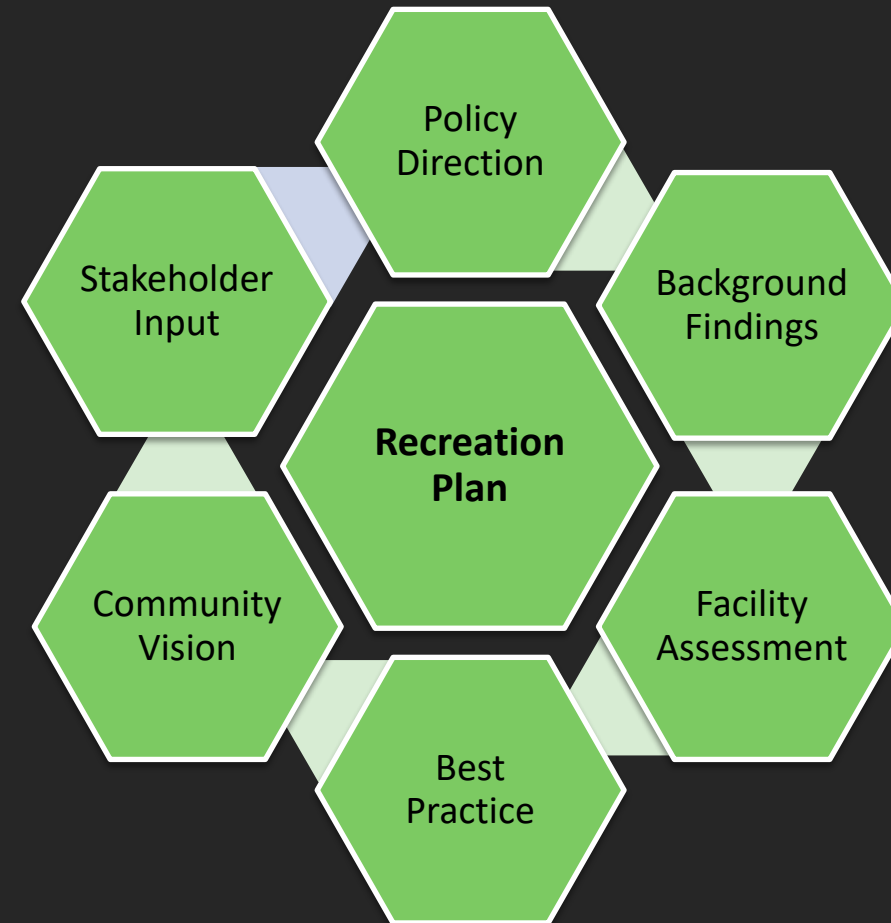 Policy
Direction
Stakeholder
Input
Background
Findings
Recreation
Plan
Community
Vision
Facility
Assessment
Best
Practice